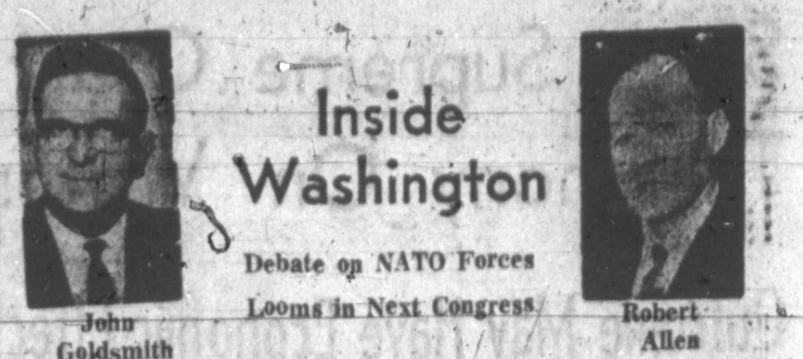 Inside
Washington
Debate on NATO Forces
Looms in Next Congress
John
Goldsmith
Robert
Allen